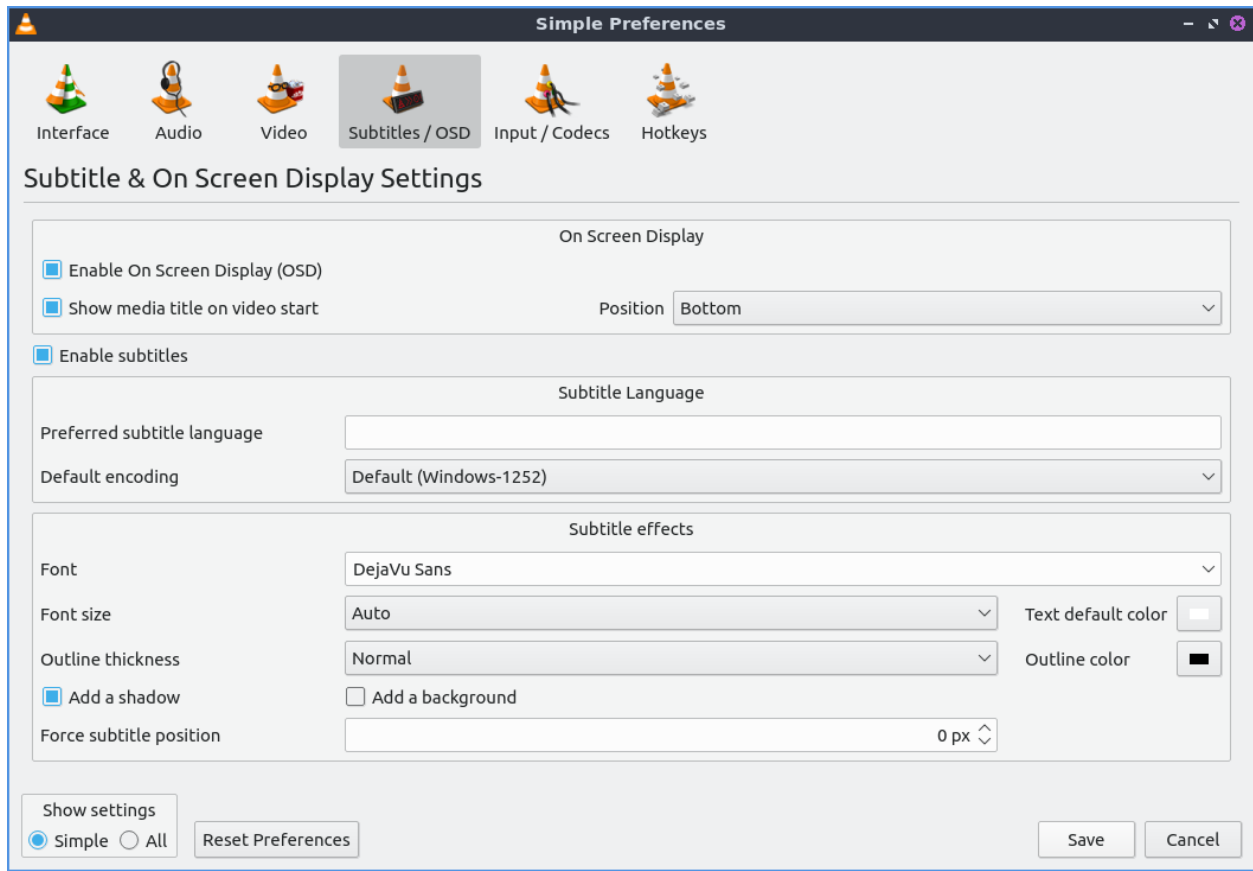 Simple Preferences
Interface Audio Video Subtitles / OSD Input / Codecs Hotkeys
Subtitle & On Screen Display Settings
On Screen Display
Enable On Screen Display (OSD)
Show media title on video start Position Bottom
Enable subtitles
Subtitle Language
Preferred subtitle language
Default encoding Default (Windows-1252)
Subtitle effects
Font DejaVu Sans
Font size Auto Text default color
Outline thickness Normal Outline color
Add a shadow Add a background
Force subtitle position 0 px
Show settings
Simple All Reset Preferences Save Cancel